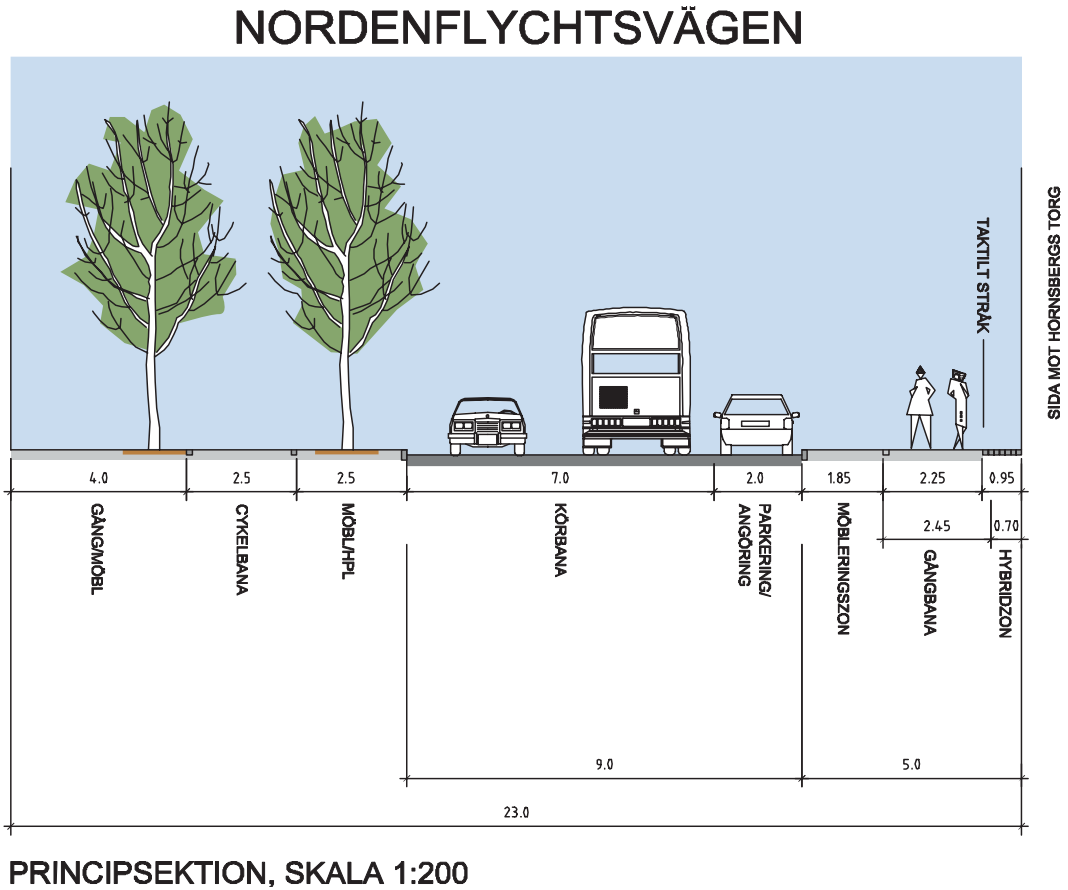 NORDENFLYCHTSVÄGEN
TAKTILT STRÅK
SIDA MOT HORNSBERGS TORG
4.0
2.5
2.5
7.0
2.0
1.85
2.25
0.95
GÅNG/MÖBL
CYKELBANA
MÖBL/HPL
KÖRBANA
PARKERING/
ANGÖRING
MÖBLERINGSZON
2.45
0.70
GÅNGBANA
HYBRIDZON
9.0
5.0
23.0
PRINCIPSEKTION, SKALA 1:200